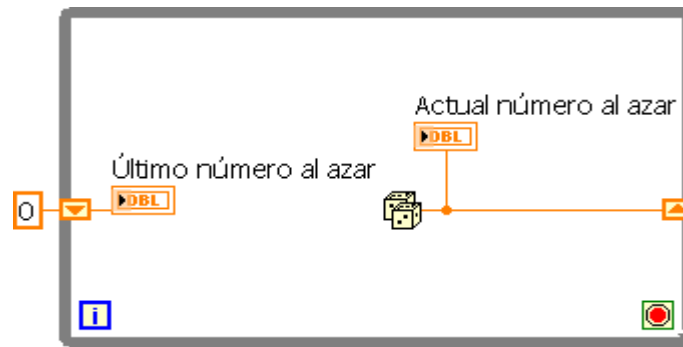 Actual número al azar
DBL
Último número al azar
DBL
0
i